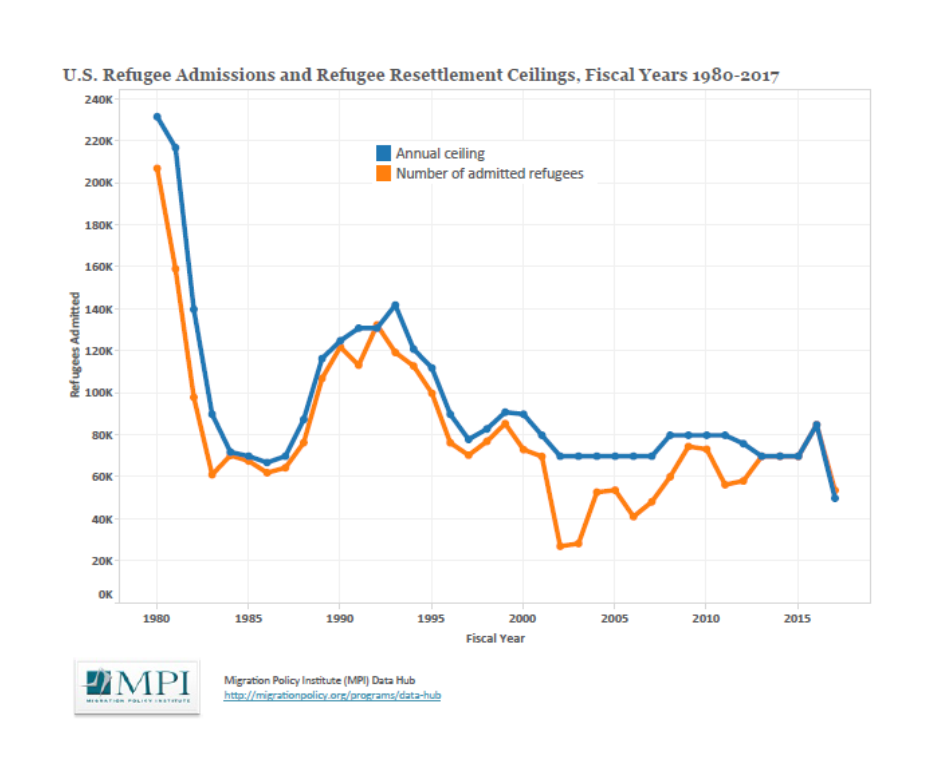 U.S. Refugee Admissions and Refugee Resettlement Ceilings, Fiscal Years 1980-2017
240K
220K
200K
180K
160K
140K
120K
100K
80K
60K
40K
20K
0K
Refugees Admitted
Annual ceiling
Number of admitted refugees
1980 1985 1990 1995 2000 2005 2010 2015
Fiscal Year
MPI
MIGRATION POLICY INSTITUTE
Migration Policy Institute (MPI) Data Hub
http://migrationpolicy.org/programs/data-hub